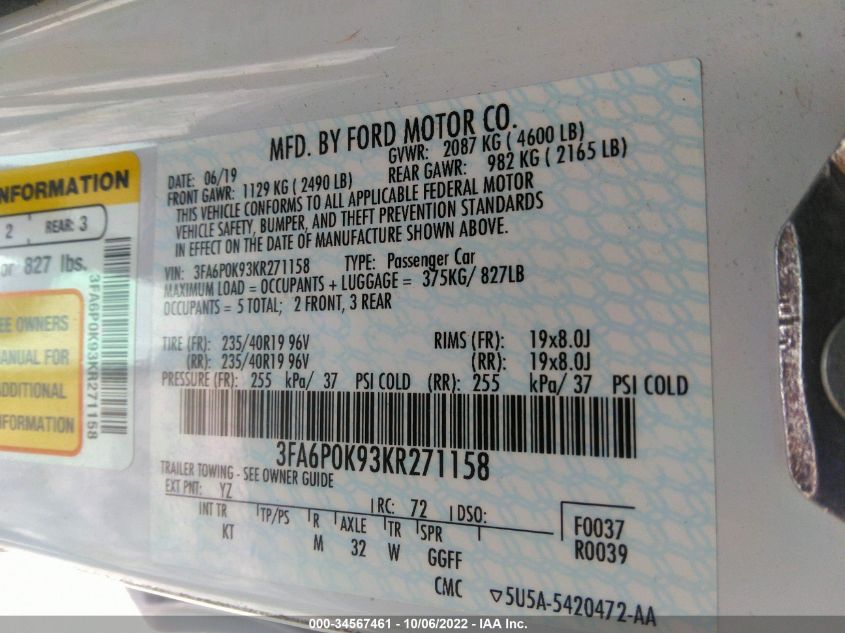 MFD. BY FORD MOTOR CO.
DATE: 06/19 GVWR: 2087 KG ( 4600 LB)
FRONT GAWR: 1129 KG ( 2490 LB) REAR GAWR: 982 KG ( 2165 LB)
THIS VEHICLE CONFORMS TO ALL APPLICABLE FEDERAL MOTOR
VEHICLE SAFETY, BUMPER, AND THEFT PREVENTION STANDARDS
IN EFFECT ON THE DATE OF MANUFACTURE SHOWN ABOVE.
VIN: 3FA6P0K93KR271158 TYPE: Passenger Car
MAXIMUM LOAD = OCCUPANTS + LUGGAGE = 375KG/ 827LB
OCCUPANTS = 5 TOTAL; 2 FRONT, 3 REAR
TIRE (FR): 235/40R19 96V RIMS (FR): 19x8.0J
(RR): 235/40R19 96V (RR): 19x8.0J
PRESSURE (FR): 255 kPa/ 37 PSI COLD (RR): 255 kPa/ 37 PSI COLD
3FA6P0K93KR271158
TRAILER TOWING - SEE OWNER GUIDE
EXT PNT: YZ RC: 72 DSO:
INT TR TP/PS R AXLE TR SPR F0037
KT M 32 W GGFF R0039
CMC ▽5U5A-5420472-AA
INFORMATION
2 REAR: 3
or 827 lbs.
SEE OWNERS
MANUAL FOR
ADDITIONAL
INFORMATION
3FA6P0K93KR271158
000-34567461 - 10/06/2022 - IAA Inc.